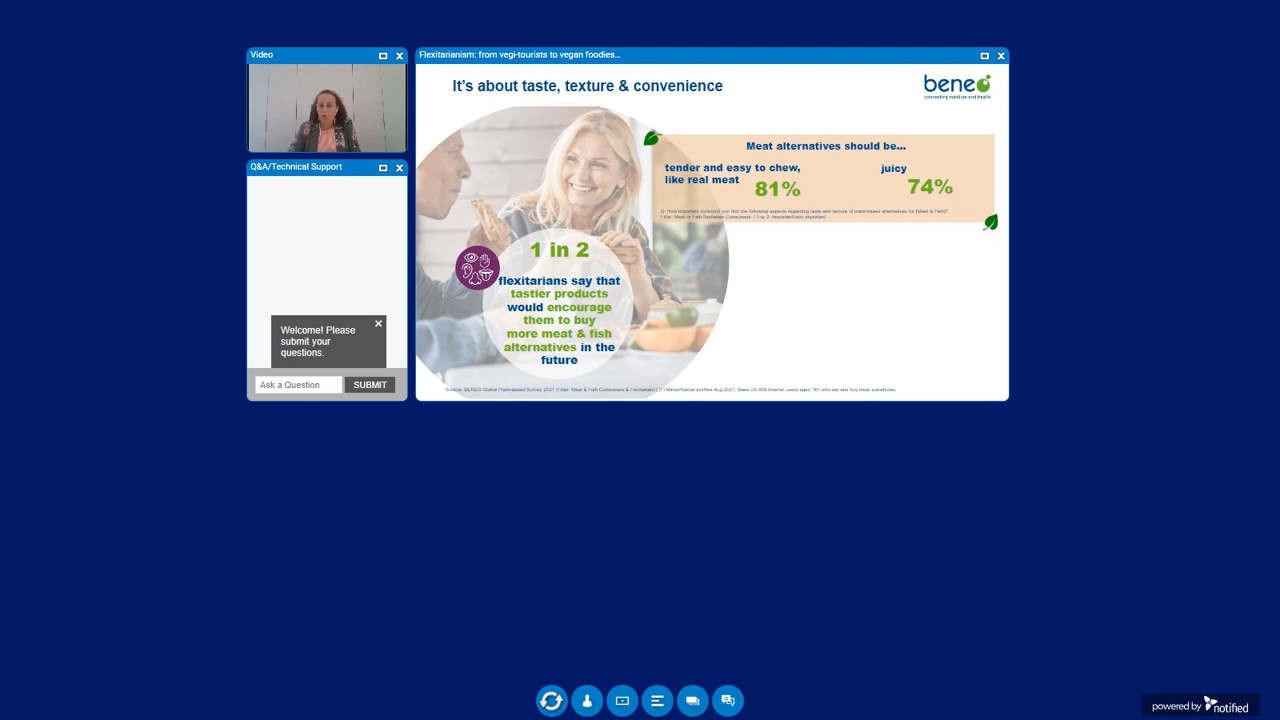 Video
Flexitarianism: from vegi-tourists to vegan foodies...
It's about taste, texture & convenience
beneo
connecting nutrition and health
Meat alternatives should be...
tender and easy to chew,
like real meat
81%
juicy
74%
Q&A/Technical Support
1 in 2
flexitarians say that
tastier products
would encourage
them to buy
more meat & fish
alternatives in the
future
Welcome! Please
submit your
questions.
Ask a Question
SUBMIT
powered by notified